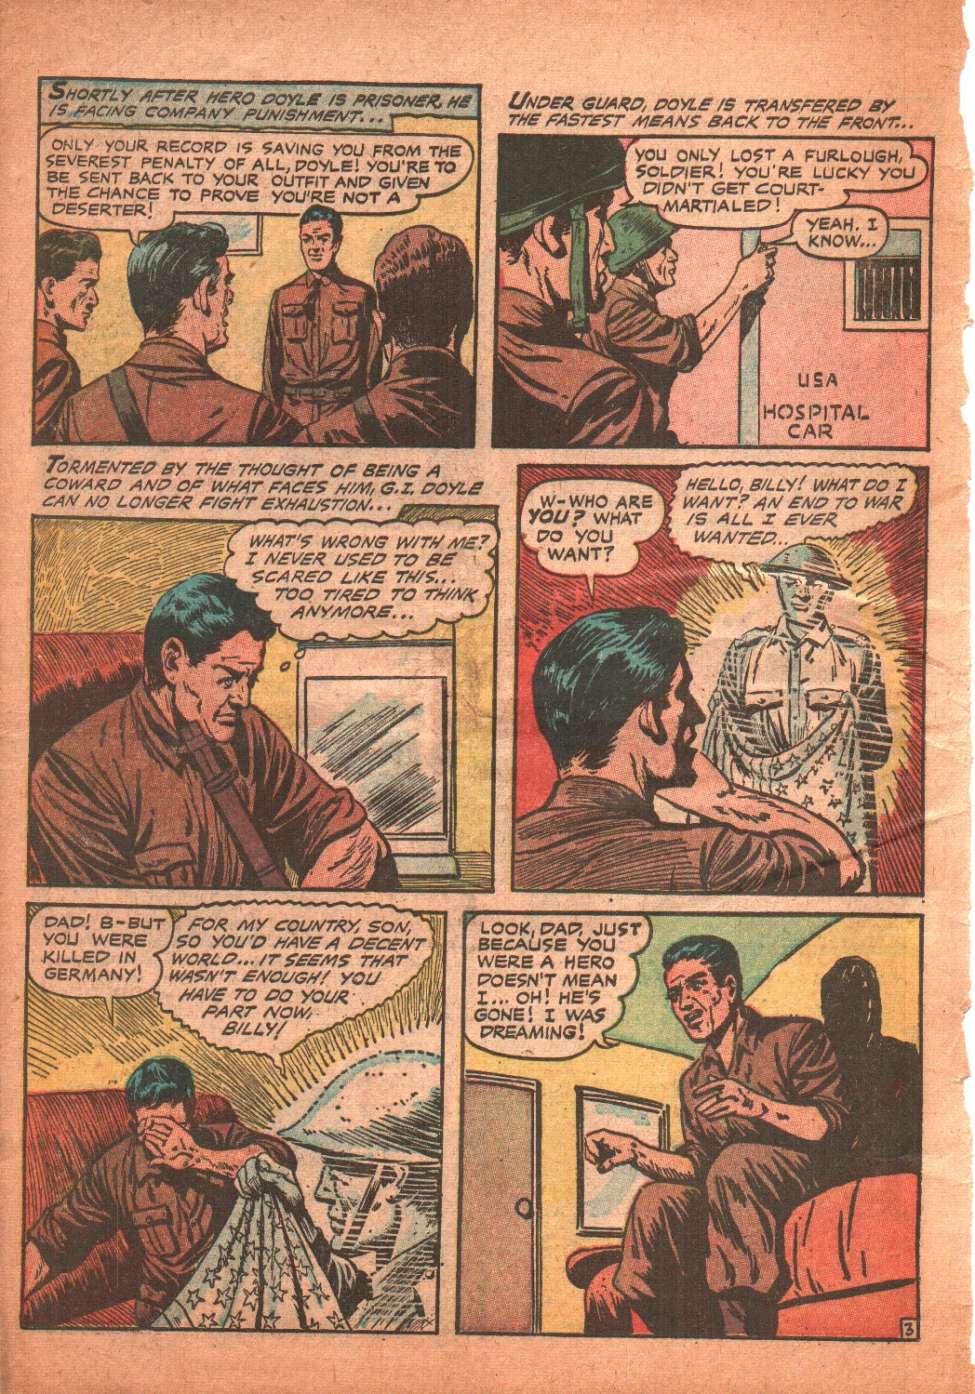 SHORTLY AFTER HERO DOYLE IS PRISONER, HE
IS FACING COMPANY PUNISHMENT...
ONLY YOUR RECORD IS SAVING YOU FROM THE
SEVEREST PENALTY OF ALL, DOYLE! YOU'RE TO
BE SENT BACK TO YOUR OUTFIT AND GIVEN
THE CHANCE TO PROVE YOU'RE NOT A
DESERTER!
UNDER GUARD, DOYLE IS TRANSFERED BY
THE FASTEST MEANS BACK TO THE FRONT...
YOU ONLY LOST A FURLOUGH,
SOLDIER! YOU'RE LUCKY YOU
DIDN'T GET COURT-
MARTIALED!
YEAH. I
KNOW...
USA
HOSPITAL
CAR
TORMENTED BY THE THOUGHT OF BEING A
COWARD AND OF WHAT FACES HIM, G.I. DOYLE
CAN NO LONGER FIGHT EXHAUSTION...
WHAT'S WRONG WITH ME?
I NEVER USED TO BE
SCARED LIKE THIS...
TOO TIRED TO THINK
ANYMORE...
W-WHO ARE
YOU? WHAT
DO YOU
WANT?
HELLO, BILLY! WHAT DO I
WANT? AN END TO WAR
IS ALL I EVER
WANTED...
DAD! B-BUT
YOU WERE
KILLED IN
GERMANY!
FOR MY COUNTRY, SON,
SO YOU'D HAVE A DECENT
WORLD... IT SEEMS THAT
WASN'T ENOUGH! YOU
HAVE TO DO YOUR
PART NOW,
BILLY!
LOOK, DAD, JUST
BECAUSE YOU
WERE A HERO
DOESN'T MEAN
I... OH! HE'S
GONE! I WAS
DREAMING!
3